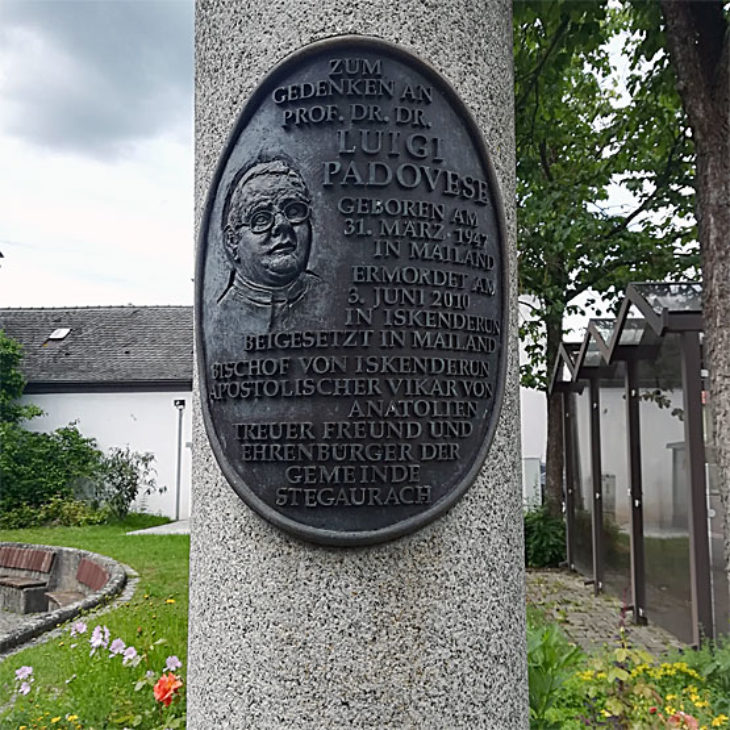 ZUM
GEDENKEN AN
PROF. DR. DR.
LUIGI
PADOVESE
GEBOREN AM
31. MÄRZ 1947
IN MAILAND
ERMORDET AM
3. JUNI 2010
IN ISKENDERUN
BEIGESETZT IN MAILAND
BISCHOF VON ISKENDERUN
APOSTOLISCHER VIKAR VON
ANATOLIEN
TREUER FREUND UND
EHRENBÜRGER DER
GEMEINDE
STEGAURACH